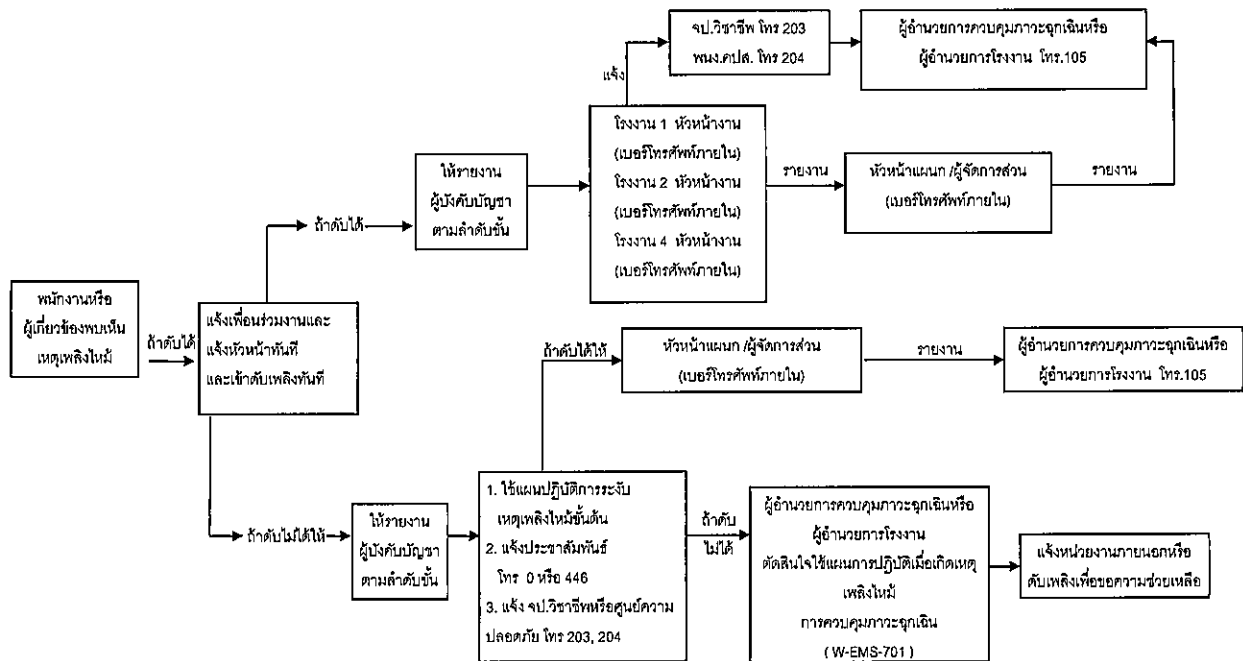 จป.วิชาชีพ โทร 203
พนง.คปส. โทร 204
ผู้อำนวยการควบคุมภาวะฉุกเฉินหรือ
ผู้อำนวยการโรงงาน โทร.105
แจ้ง
โรงงาน 1 หัวหน้างาน
(เบอร์โทรศัพท์ภายใน)
โรงงาน 2 หัวหน้างาน
(เบอร์โทรศัพท์ภายใน)
โรงงาน 4 หัวหน้างาน
(เบอร์โทรศัพท์ภายใน)
รายงาน
หัวหน้าแผนก /ผู้จัดการส่วน
(เบอร์โทรศัพท์ภายใน)
รายงาน
ให้รายงาน
ผู้บังคับบัญชา
ตามลำดับขั้น
ถ้าดับได้
พนักงานหรือ
ผู้เกี่ยวข้องพบเห็น
เหตุเพลิงไหม้
ถ้าดับได้
แจ้งเพื่อนร่วมงานและ
แจ้งหัวหน้าทันที
และเข้าดับเพลิงทันที
ถ้าดับได้ให้
หัวหน้าแผนก /ผู้จัดการส่วน
(เบอร์โทรศัพท์ภายใน)
รายงาน
ผู้อำนวยการควบคุมภาวะฉุกเฉินหรือ
ผู้อำนวยการโรงงาน โทร.105
ถ้าดับไม่ได้ให้
ให้รายงาน
ผู้บังคับบัญชา
ตามลำดับขั้น
1. ใช้แผนปฏิบัติการระงับ
เหตุเพลิงไหม้ขั้นต้น
2. แจ้งประชาสัมพันธ์
โทร 0 หรือ 446
3. แจ้ง จป.วิชาชีพหรือศูนย์ความ
ปลอดภัย โทร 203, 204
ถ้าดับ
ไม่ได้
ผู้อำนวยการควบคุมภาวะฉุกเฉินหรือ
ผู้อำนวยการโรงงาน
ตัดสินใจใช้แผนการปฏิบัติเมื่อเกิดเหตุ
เพลิงไหม้
การควบคุมภาวะฉุกเฉิน
( W-EMS-701 )
แจ้งหน่วยงานภายนอกหรือ
ดับเพลิงเพื่อขอความช่วยเหลือ